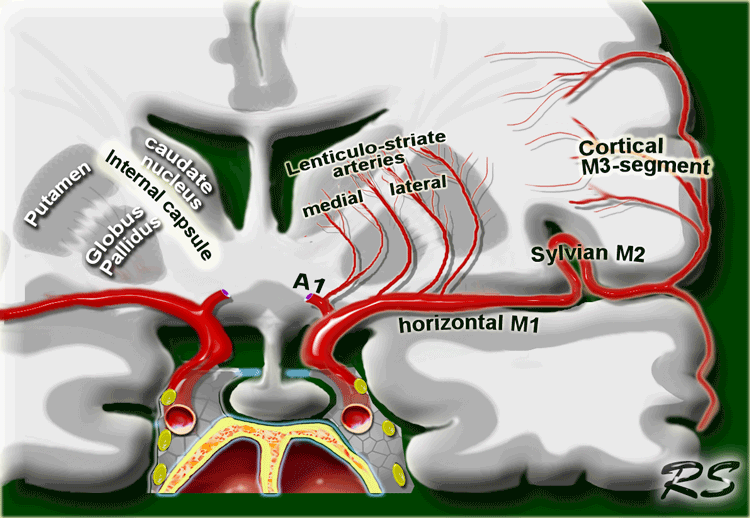 Putamen
Internal capsule
caudate
nucleus
Globus
Pallidus
Lenticulo-striate
arteries
medial
lateral
A1
horizontal M1
Sylvian M2
Cortical
M3-segment
RS